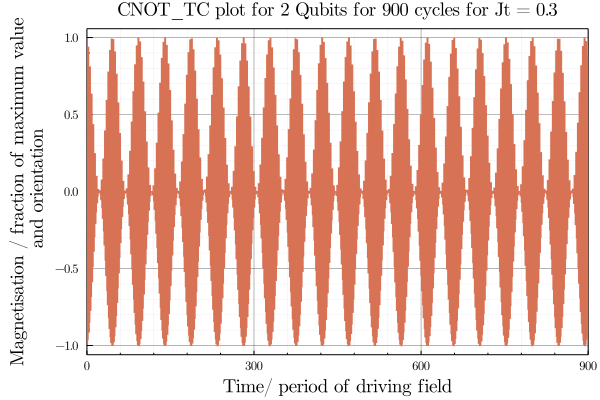 CNOT_TC plot for 2 Qubits for 900 cycles for Jt = 0.3
Magnetisation / fraction of maximum value
and orientation
1.0
0.5
0.0
−0.5
−1.0
0
300
600
900
Time/ period of driving field